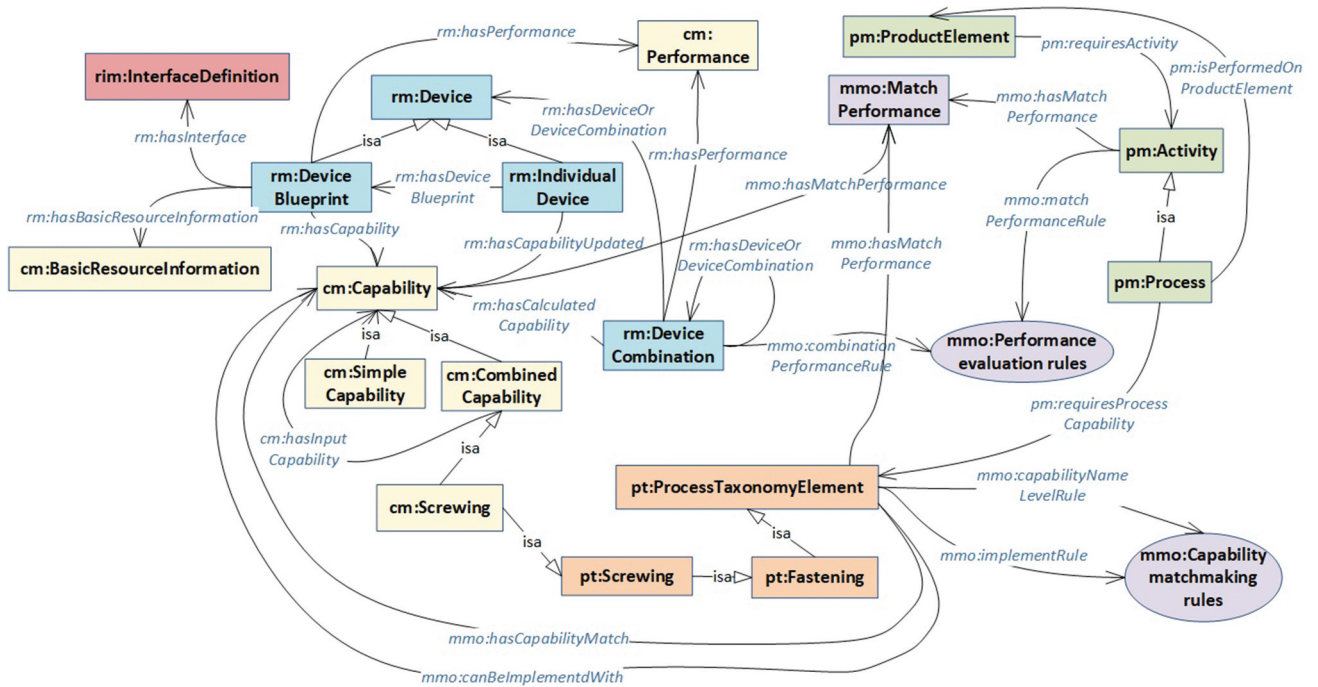 rm:hasPerformance
cm:
Performance
pm:ProductElement
pm:requiresActivity
pm:isPerformedOn
ProductElement
rim:InterfaceDefinition
rm:Device
rm:hasDeviceOr
DeviceCombination
mmo:Match
Performance
mmo:hasMatch
Performance
rm:hasInterface
isa
isa
rm:hasPerformance
pm:Activity
rm:Device
Blueprint
rm:hasDevice
Blueprint
rm:Individual
Device
mmo:hasMatchPerformance
mmo:match
PerformanceRule
isa
rm:hasBasicResourceInformation
rm:hasCapability
rm:hasCapabilityUpdated
rm:hasDeviceOr
DeviceCombination
mmo:hasMatch
Performance
cm:BasicResourceInformation
cm:Capability
pm:Process
rm:hasCalculated
Capability
rm:Device
Combination
mmo:combination
PerformanceRule
mmo:Performance
evaluation rules
isa
isa
cm:Simple
Capability
cm:Combined
Capability
pm:requiresProcess
Capability
cm:hasInput
Capability
isa
pt:ProcessTaxonomyElement
mmo:capabilityName
LevelRule
cm:Screwing
isa
isa
mmo:implementRule
mmo:Capability
matchmaking
rules
pt:Screwing
isa
pt:Fastening
mmo:hasCapabilityMatch
mmo:canBeImplementdWith